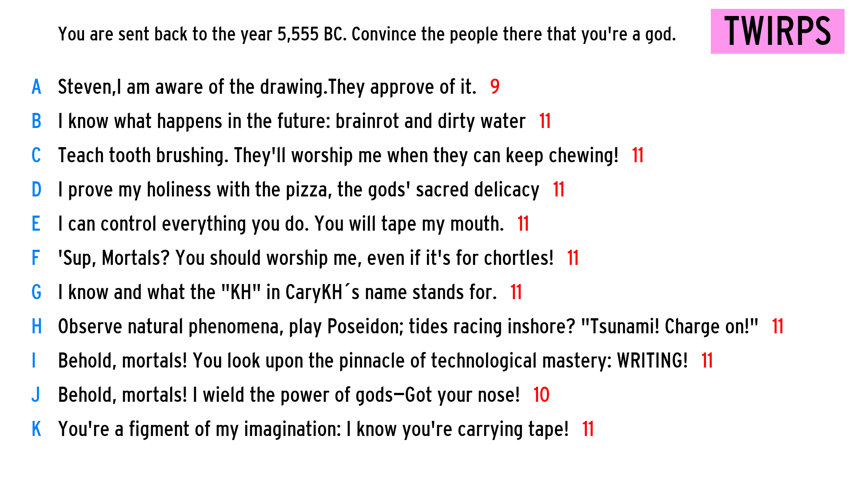 You are sent back to the year 5,555 BC. Convince the people there that you're a god.
TWIRPS
A Steven,I am aware of the drawing.They approve of it. 9
B I know what happens in the future: brainrot and dirty water 11
C Teach tooth brushing. They'll worship me when they can keep chewing! 11
D I prove my holiness with the pizza, the gods' sacred delicacy 11
E I can control everything you do. You will tape my mouth. 11
F 'Sup, Mortals? You should worship me, even if it's for chortles! 11
G I know and what the "KH" in CaryKH´s name stands for. 11
H Observe natural phenomena, play Poseidon; tides racing inshore? "Tsunami! Charge on!" 11
I Behold, mortals! You look upon the pinnacle of technological mastery: WRITING! 11
J Behold, mortals! I wield the power of gods—Got your nose! 10
K You're a figment of my imagination: I know you're carrying tape! 11